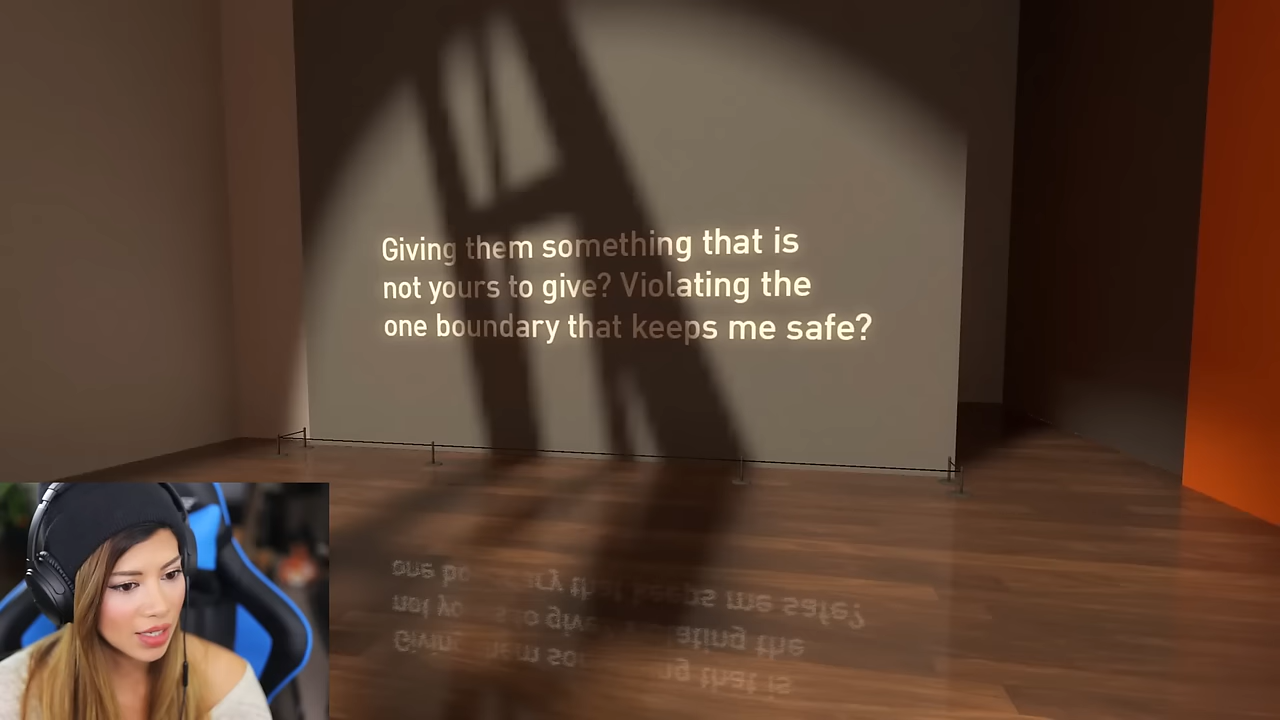 Giving them something that is
not yours to give? Violating the
one boundary that keeps me safe?